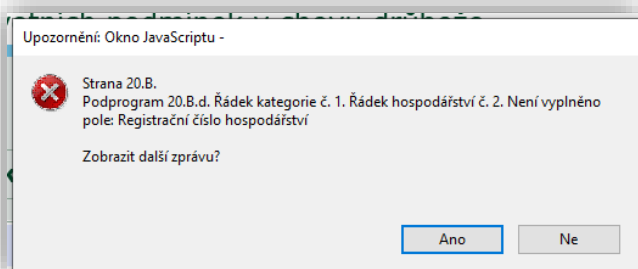 Upozornění: Okno JavaScriptu -
Strana 20.B.
Podprogram 20.B.d. Řádek kategorie č. 1. Řádek hospodářství č. 2. Není vyplněno
pole: Registrační číslo hospodářství
Zobrazit další zprávu?
Ano
Ne